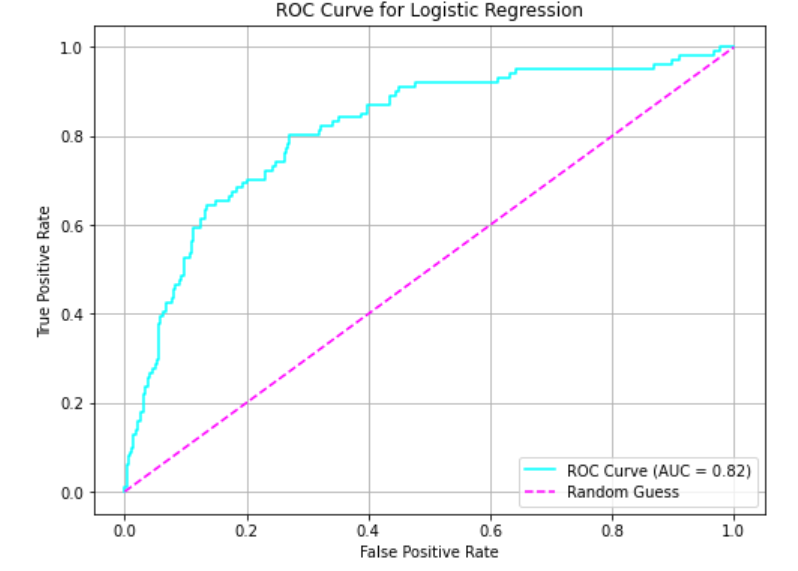 ROC Curve for Logistic Regression
1.0
0.8
0.6
0.4
0.2
0.0
True Positive Rate
0.0 0.2 0.4 0.6 0.8 1.0
False Positive Rate
ROC Curve (AUC = 0.82)
Random Guess